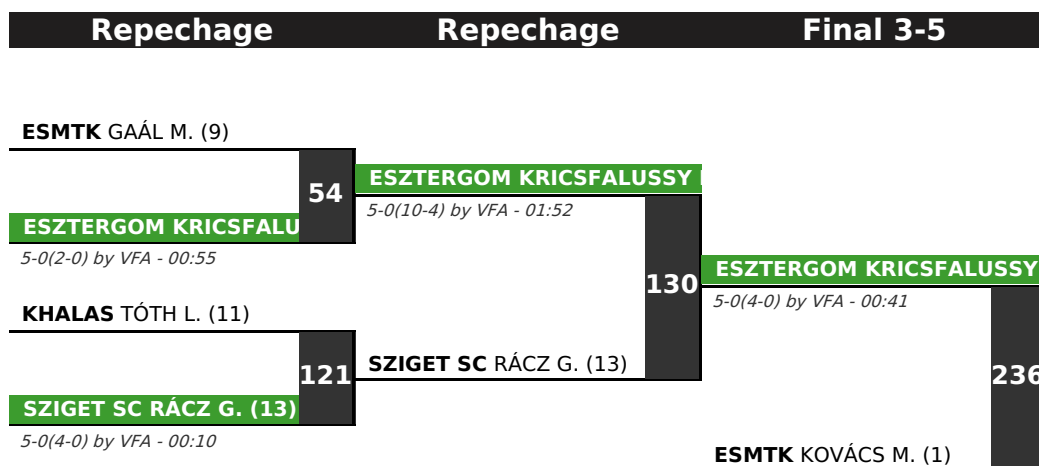 Repechage Repechage Final 3-5
ESMTK GAÁL M. (9)
54
ESZTERGOM KRICSFALUSSY
5-0(10-4) by VFA - 01:52
ESZTERGOM KRICSFALU
5-0(2-0) by VFA - 00:55
130
ESZTERGOM KRICSFALUSSY
5-0(4-0) by VFA - 00:41
KHALAS TÓTH L. (11)
121
SZIGET SC RÁCZ G. (13)
236
SZIGET SC RÁCZ G. (13)
5-0(4-0) by VFA - 00:10
ESMTK KOVÁCS M. (1)